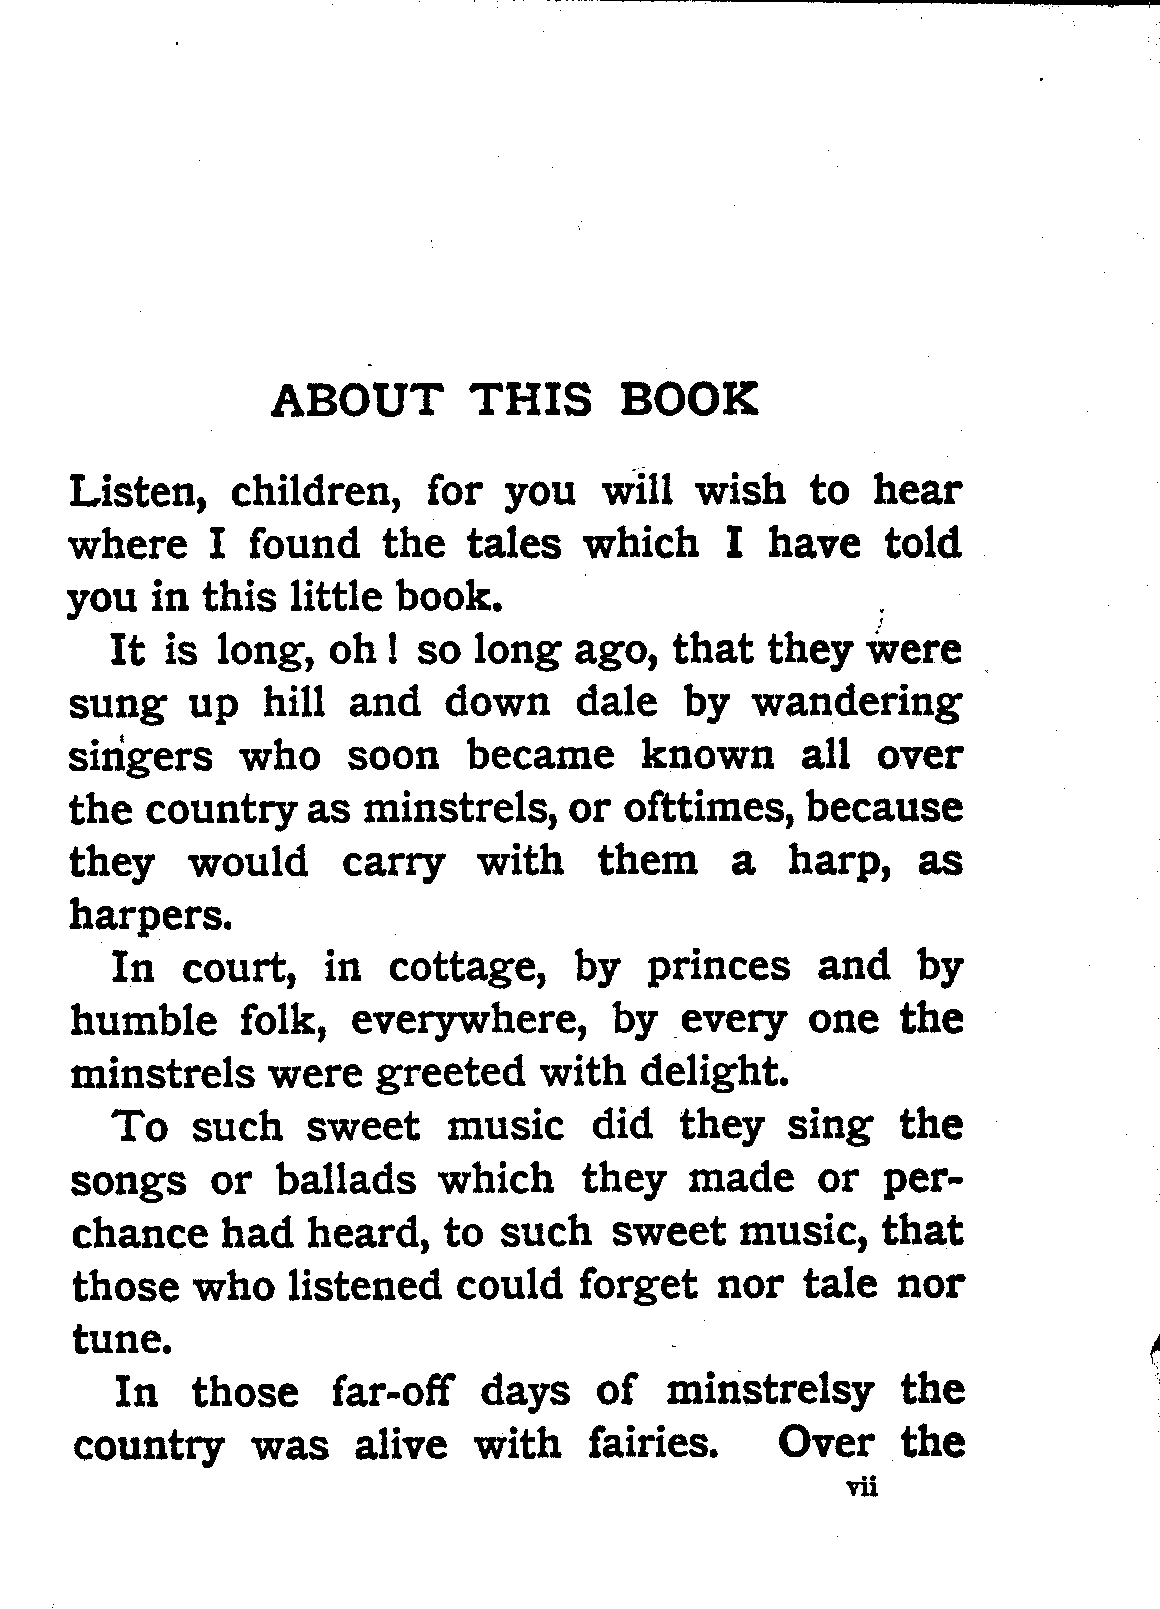 ABOUT THIS BOOK
Listen, children, for you will wish to hear
where I found the tales which I have told
you in this little book.
It is long, oh! so long ago, that they were
sung up hill and down dale by wandering
singers who soon became known all over
the country as minstrels, or ofttimes, because
they would carry with them a harp, as
harpers.
In court, in cottage, by princes and by
humble folk, everywhere, by every one the
minstrels were greeted with delight.
To such sweet music did they sing the
songs or ballads which they made or per-
chance had heard, to such sweet music, that
those who listened could forget nor tale nor
tune.
In those far-off days of minstrelsy the
country was alive with fairies. Over the
vii